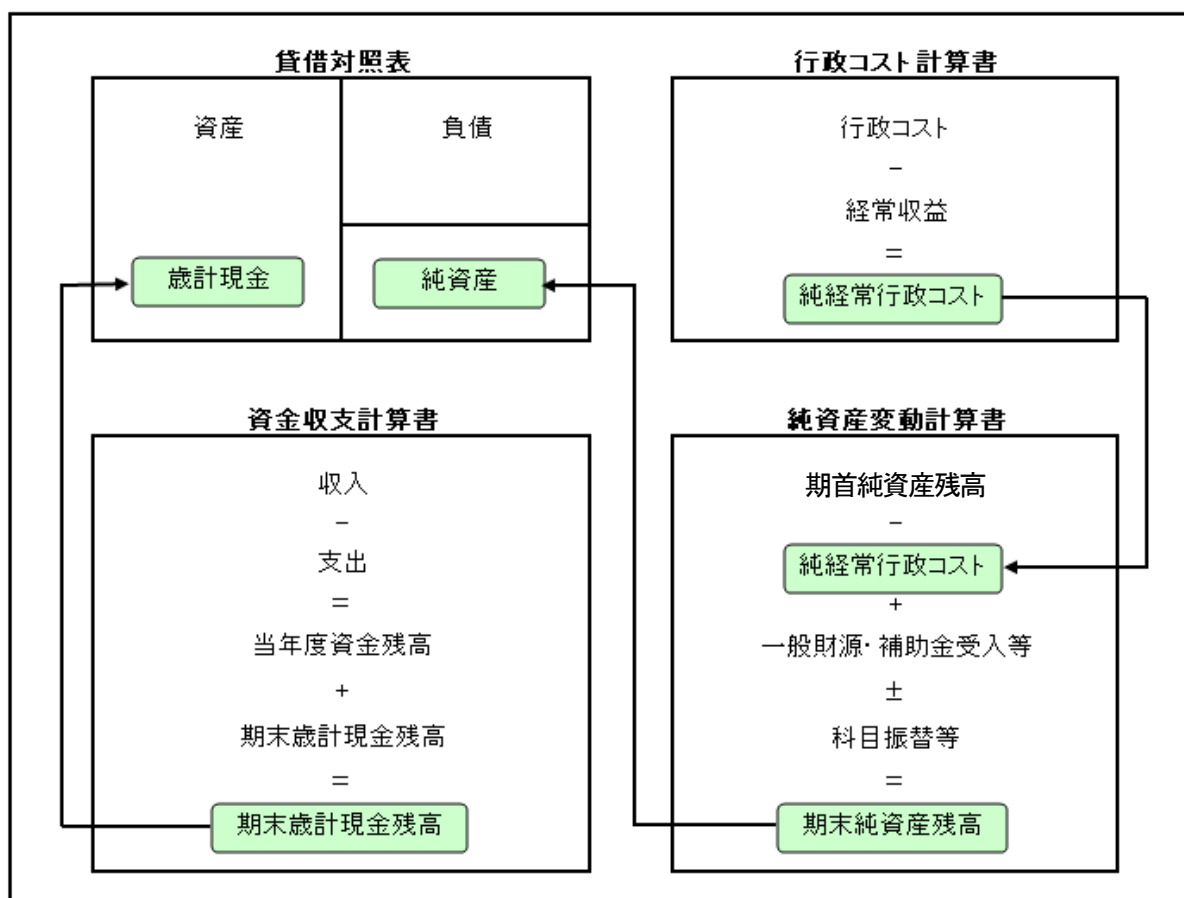 貸借対照表
資産
負債
歳計現金
純資産
行政コスト計算書
行政コスト
－
経常収益
＝
純経常行政コスト
資金収支計算書
収入
－
支出
＝
当年度資金残高
＋
期末歳計現金残高
＝
期末歳計現金残高
純資産変動計算書
期首純資産残高
－
純経常行政コスト
＋
一般財源・補助金受入等
±
科目振替等
＝
期末純資産残高